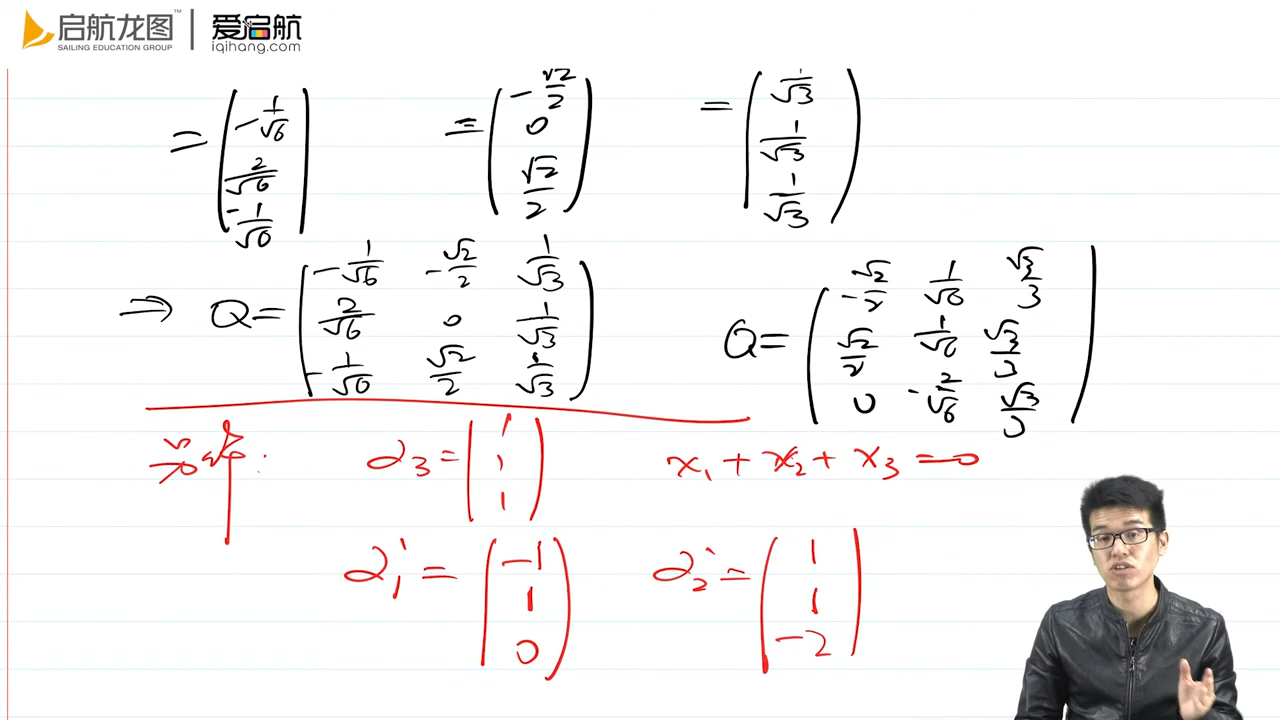 启航龙图™ 爱启航
SAILING EDUCATION GROUP iqihang.com
= (-1/√6, 2/√6, -1/√6) = (-√2/2, 0, √2/2) = (1/√3, 1/√3, 1/√3)
⇒ Q = (-1/√6 -√2/2 1/√3
2/√6 0 1/√3
-1/√6 √2/2 1/√3)
Q = (-√2/2 1/√6 √3/3
√2/2 1/√6 √3/3
0 -2/√6 √3/3)
α₃ = (1, 1, 1) x₁ + x₂ + x₃ = 0
α₁' = (-1, 1, 0) α₂' = (1, 1, -2)